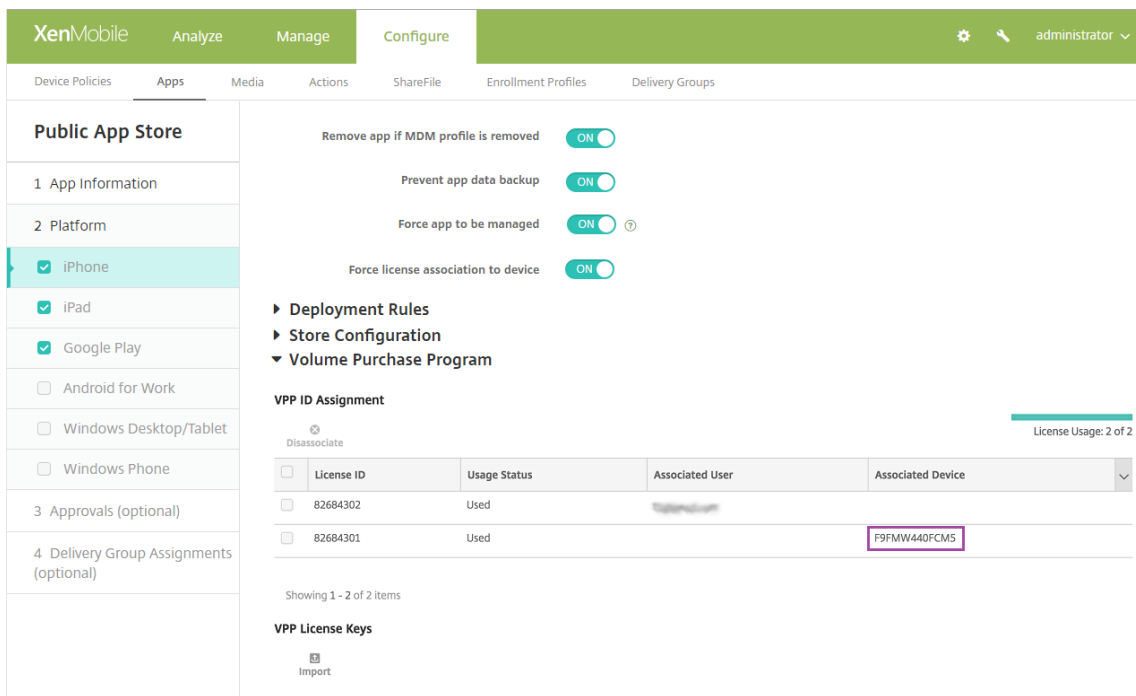 XenMobile Analyze Manage Configure administrator
Device Policies Apps Media Actions ShareFile Enrollment Profiles Delivery Groups
Public App Store
1 App Information
2 Platform
iPhone
iPad
Google Play
Android for Work
Windows Desktop/Tablet
Windows Phone
3 Approvals (optional)
4 Delivery Group Assignments
(optional)
Remove app if MDM profile is removed ON
Prevent app data backup ON
Force app to be managed ON ?
Force license association to device ON
Deployment Rules
Store Configuration
Volume Purchase Program
VPP ID Assignment
Disassociate
License Usage: 2 of 2
License ID Usage Status Associated User Associated Device
82684302 Used
82684301 Used F9FMW440FCM5
Showing 1 - 2 of 2 items
VPP License Keys
Import